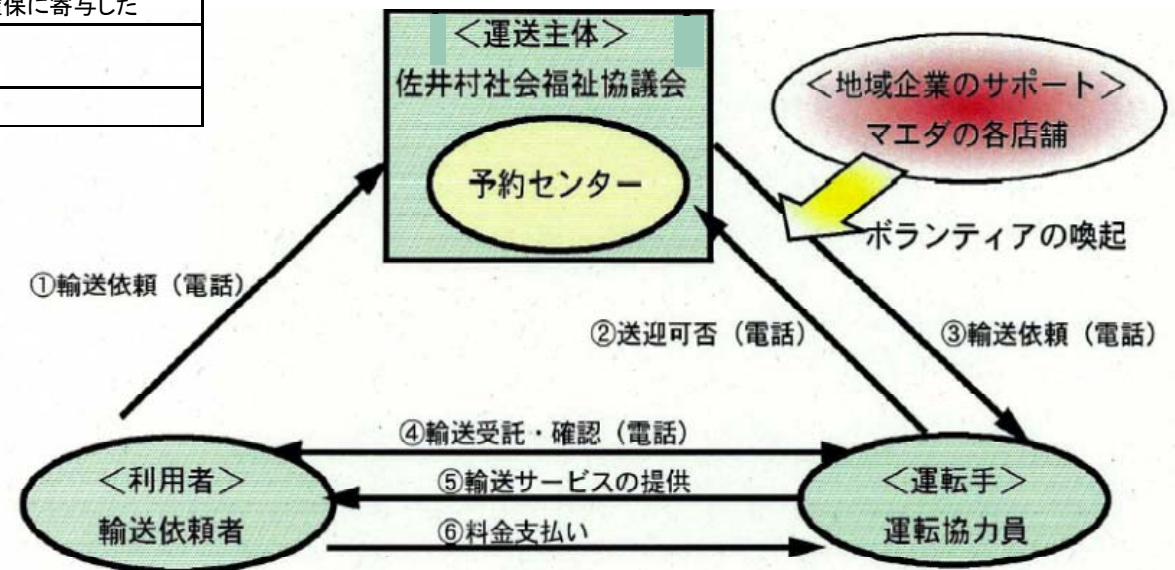 保に寄与した
＜運送主体＞
佐井村社会福祉協議会
予約センター
＜地域企業のサポート＞
マエダの各店舗
ボランティアの喚起
①輸送依頼（電話）
②送迎可否（電話）
③輸送依頼（電話）
④輸送受託・確認（電話）
⑤輸送サービスの提供
⑥料金支払い
＜利用者＞
輸送依頼者
＜運転手＞
運転協力員